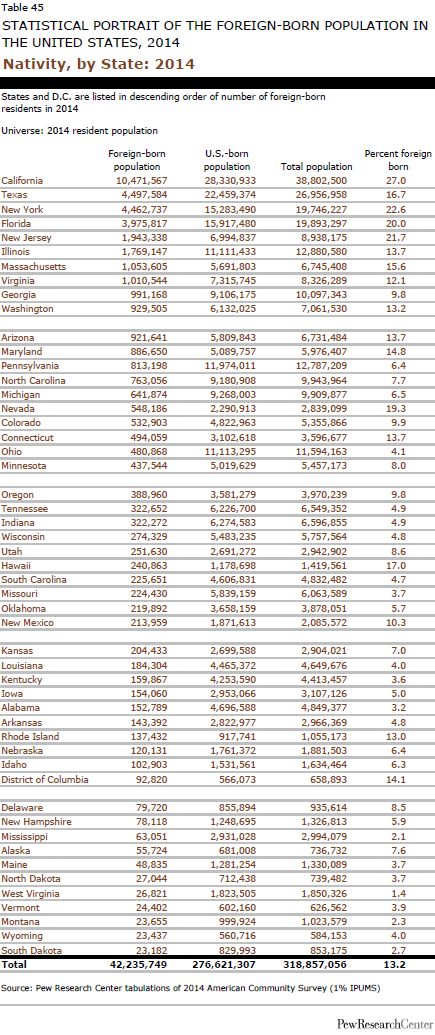 Table 45
STATISTICAL PORTRAIT OF THE FOREIGN-BORN POPULATION IN
THE UNITED STATES, 2014
Nativity, by State: 2014
States and D.C. are listed in descending order of number of foreign-born
residents in 2014
Universe: 2014 resident population
Foreign-born U.S.-born Percent foreign
population population Total population born
California 10,471,567 28,330,933 38,802,500 27.0
Texas 4,497,584 22,459,374 26,956,958 16.7
New York 4,462,737 15,283,490 19,746,227 22.6
Florida 3,975,817 15,917,480 19,893,297 20.0
New Jersey 1,943,338 6,994,837 8,938,175 21.7
Illinois 1,769,147 11,111,433 12,880,580 13.7
Massachusetts 1,053,605 5,691,803 6,745,408 15.6
Virginia 1,010,544 7,315,745 8,326,289 12.1
Georgia 991,168 9,106,175 10,097,343 9.8
Washington 929,505 6,132,025 7,061,530 13.2
Arizona 921,641 5,809,843 6,731,484 13.7
Maryland 886,650 5,089,757 5,976,407 14.8
Pennsylvania 813,198 11,974,011 12,787,209 6.4
North Carolina 763,056 9,180,908 9,943,964 7.7
Michigan 641,874 9,268,003 9,909,877 6.5
Nevada 548,186 2,290,913 2,839,099 19.3
Colorado 532,903 4,822,963 5,355,866 9.9
Connecticut 494,059 3,102,618 3,596,677 13.7
Ohio 480,868 11,113,295 11,594,163 4.1
Minnesota 437,544 5,019,629 5,457,173 8.0
Oregon 388,960 3,581,279 3,970,239 9.8
Tennessee 322,652 6,226,700 6,549,352 4.9
Indiana 322,272 6,274,583 6,596,855 4.9
Wisconsin 274,329 5,483,235 5,757,564 4.8
Utah 251,630 2,691,272 2,942,902 8.6
Hawaii 240,863 1,178,698 1,419,561 17.0
South Carolina 225,651 4,606,831 4,832,482 4.7
Missouri 224,430 5,839,159 6,063,589 3.7
Oklahoma 219,892 3,658,159 3,878,051 5.7
New Mexico 213,959 1,871,613 2,085,572 10.3
Kansas 204,433 2,699,588 2,904,021 7.0
Louisiana 184,304 4,465,372 4,649,676 4.0
Kentucky 159,867 4,253,590 4,413,457 3.6
Iowa 154,060 2,953,066 3,107,126 5.0
Alabama 152,789 4,696,588 4,849,377 3.2
Arkansas 143,392 2,822,977 2,966,369 4.8
Rhode Island 137,432 917,741 1,055,173 13.0
Nebraska 120,131 1,761,372 1,881,503 6.4
Idaho 102,903 1,531,561 1,634,464 6.3
District of Columbia 92,820 566,073 658,893 14.1
Delaware 79,720 855,894 935,614 8.5
New Hampshire 78,118 1,248,695 1,326,813 5.9
Mississippi 63,051 2,931,028 2,994,079 2.1
Alaska 55,724 681,008 736,732 7.6
Maine 48,835 1,281,254 1,330,089 3.7
North Dakota 27,044 712,438 739,482 3.7
West Virginia 26,821 1,823,505 1,850,326 1.4
Vermont 24,402 602,160 626,562 3.9
Montana 23,655 999,924 1,023,579 2.3
Wyoming 23,437 560,716 584,153 4.0
South Dakota 23,182 829,993 853,175 2.7
Total 42,235,749 276,621,307 318,857,056 13.2
Source: Pew Research Center tabulations of 2014 American Community Survey (1% IPUMS)
PewResearchCenter